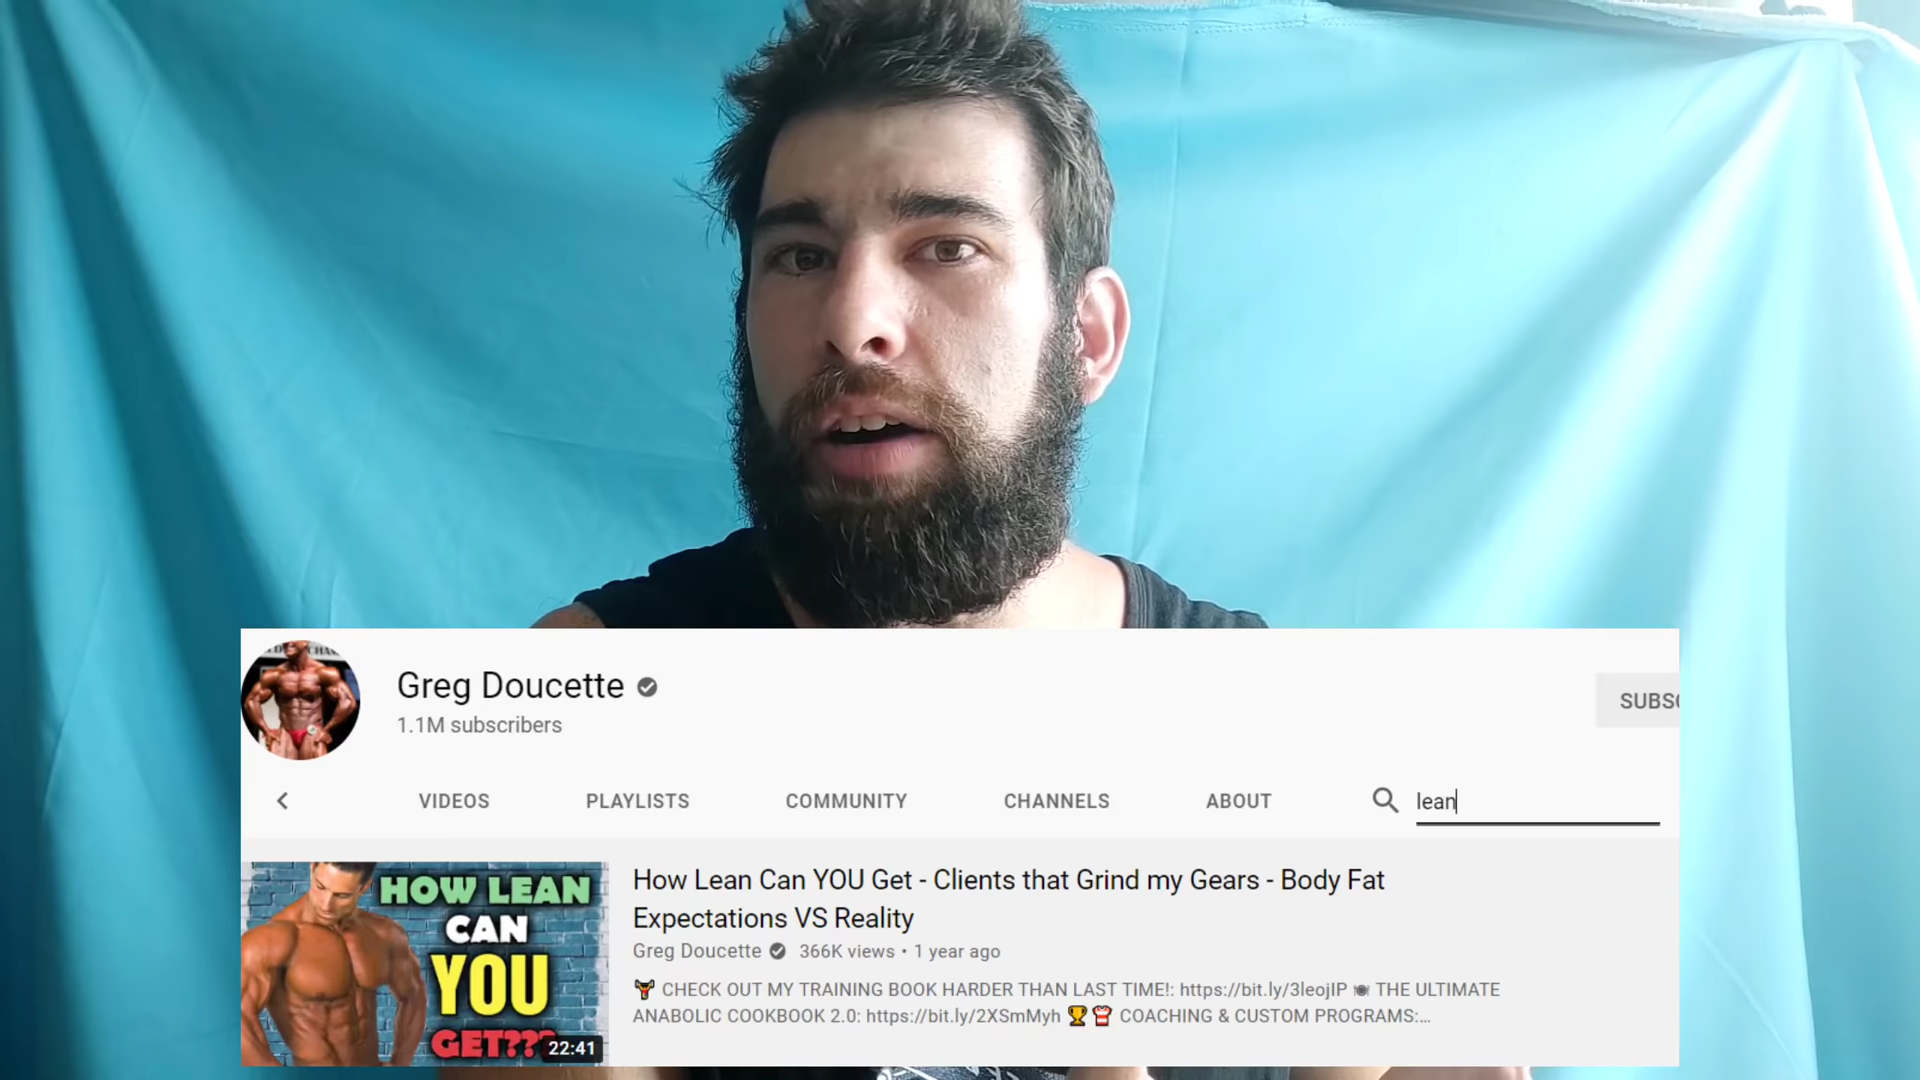 Greg Doucette
1.1M subscribers
SUBSC
VIDEOS PLAYLISTS COMMUNITY CHANNELS ABOUT lean
HOW LEAN
CAN
YOU
GET???
22:41
How Lean Can YOU Get - Clients that Grind my Gears - Body Fat
Expectations VS Reality
Greg Doucette 366K views • 1 year ago
🏋️ CHECK OUT MY TRAINING BOOK HARDER THAN LAST TIME!: https://bit.ly/3leojIP 🍽 THE ULTIMATE
ANABOLIC COOKBOOK 2.0: https://bit.ly/2XSmMyh 🏆 🎽 COACHING & CUSTOM PROGRAMS:...